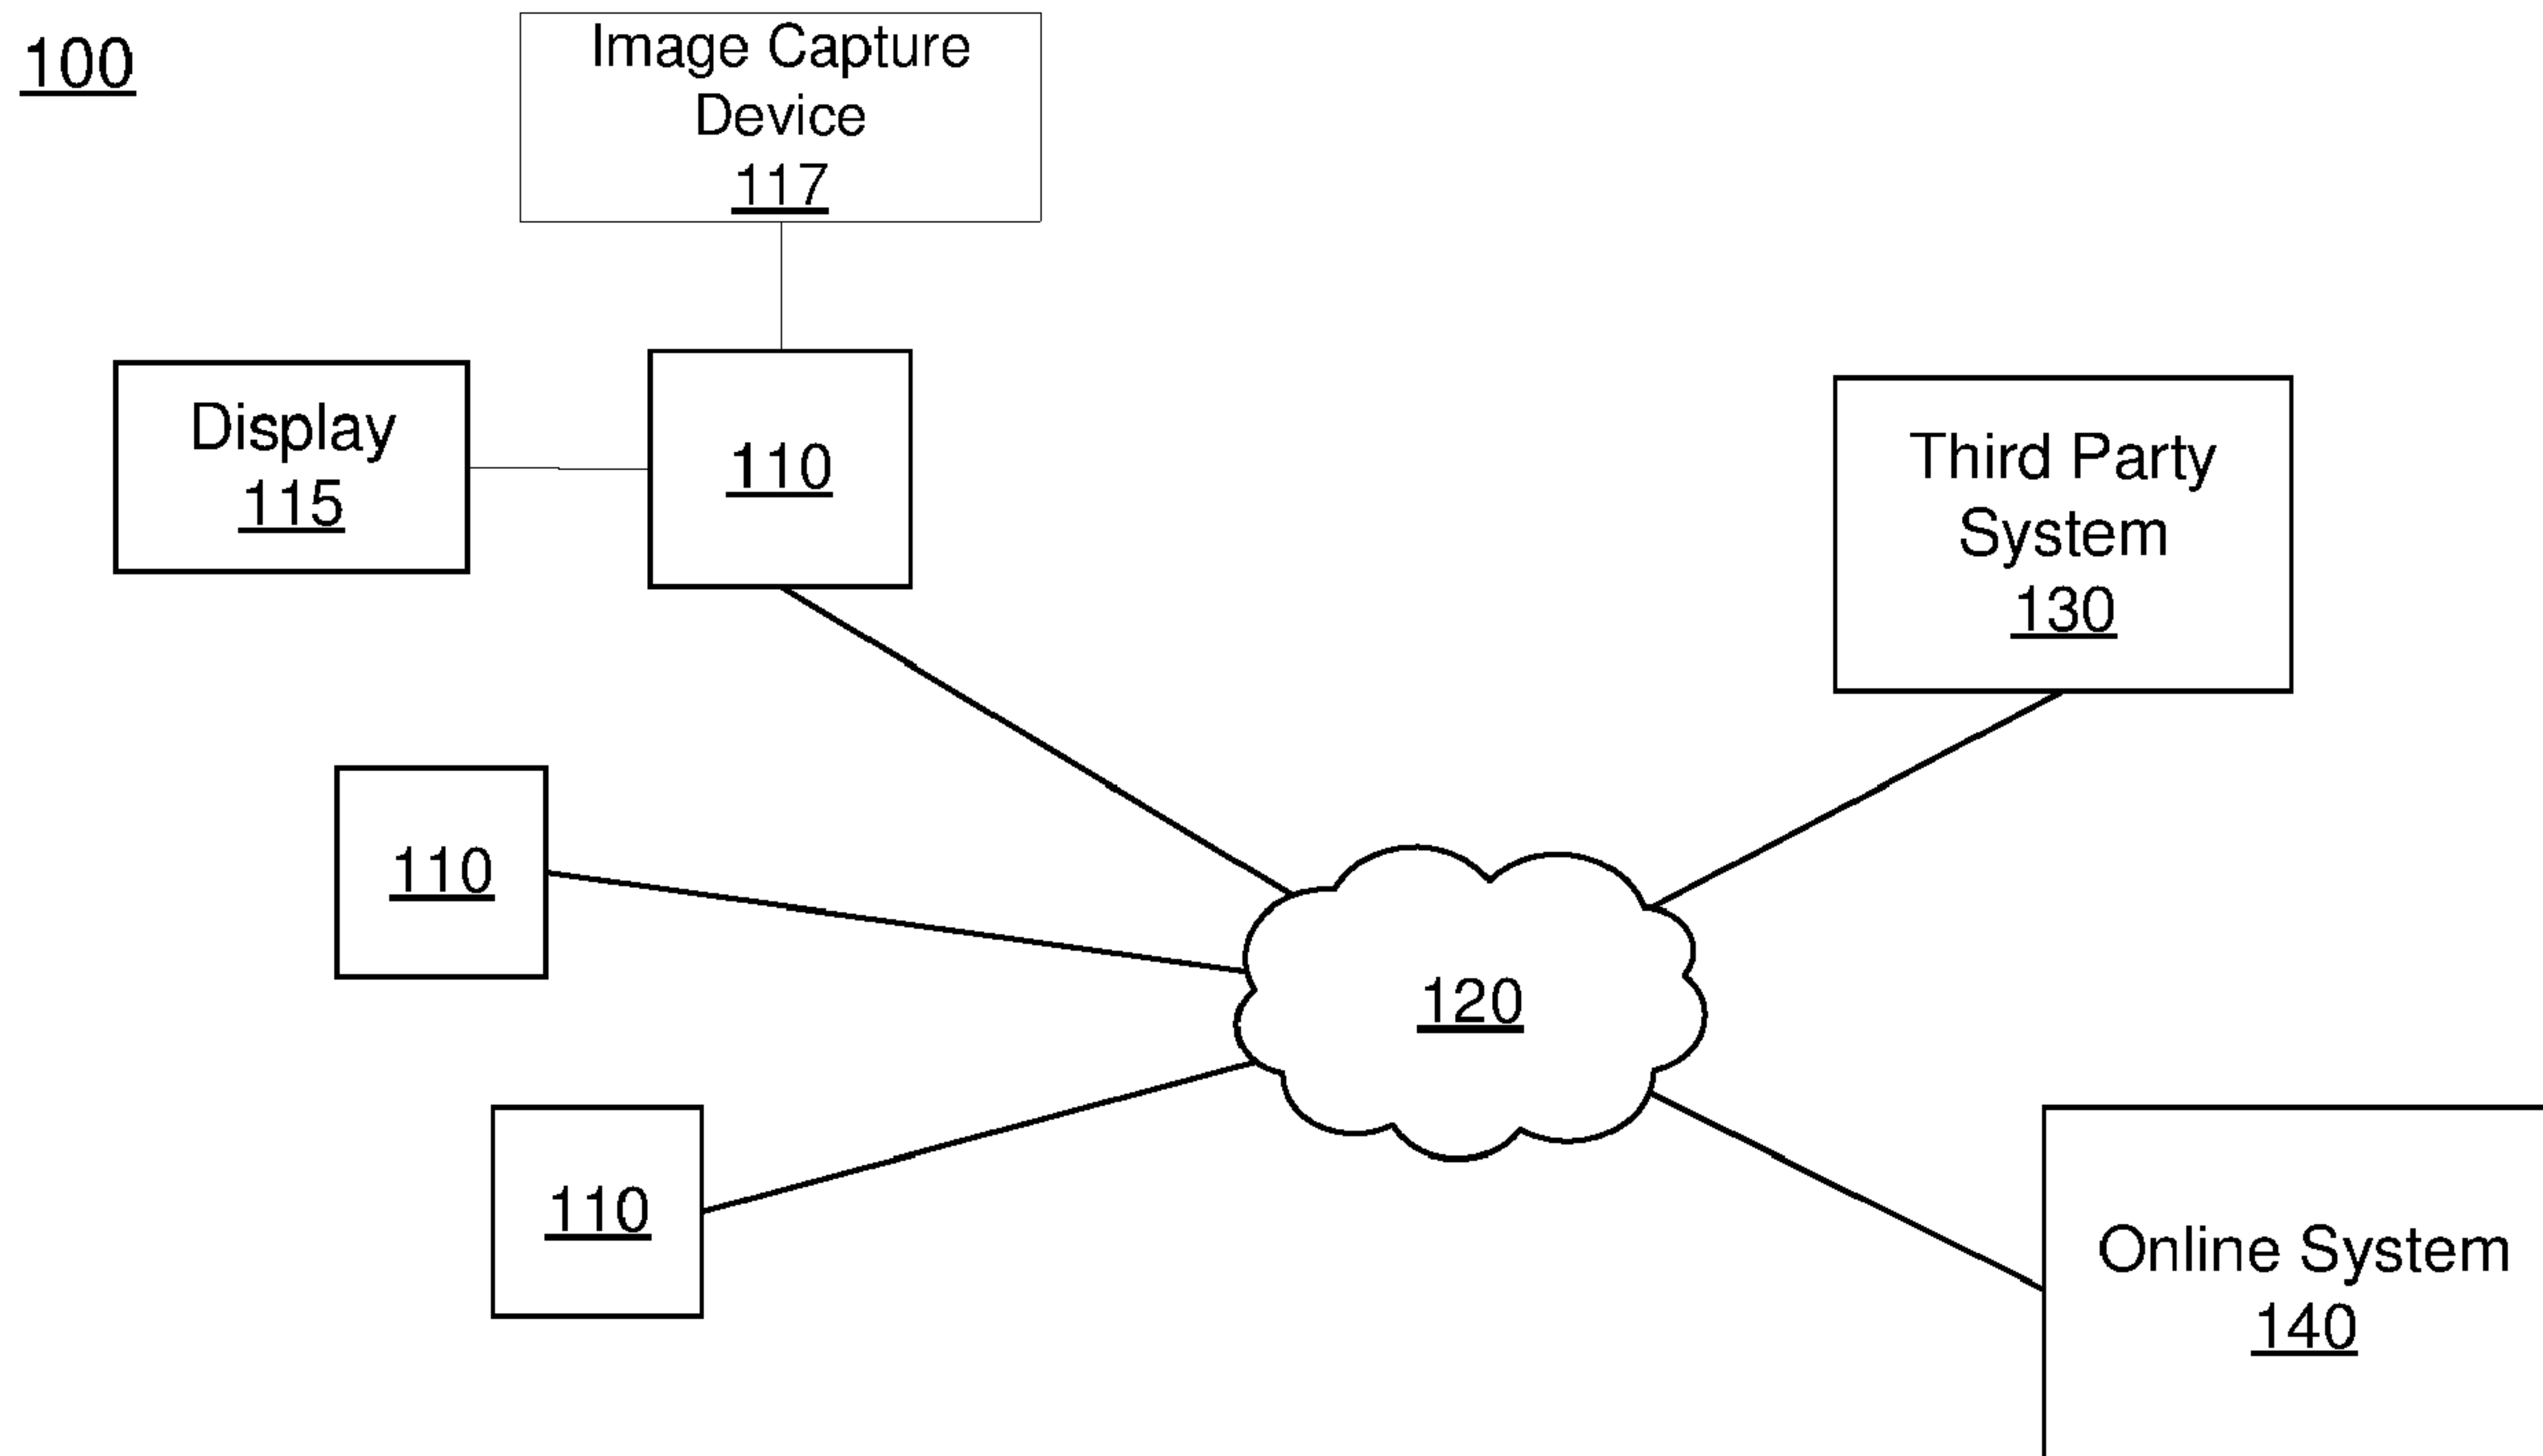 100
Image Capture
Device
117
Display
115
110
Third Party
System
130
110
120
110
Online System
140